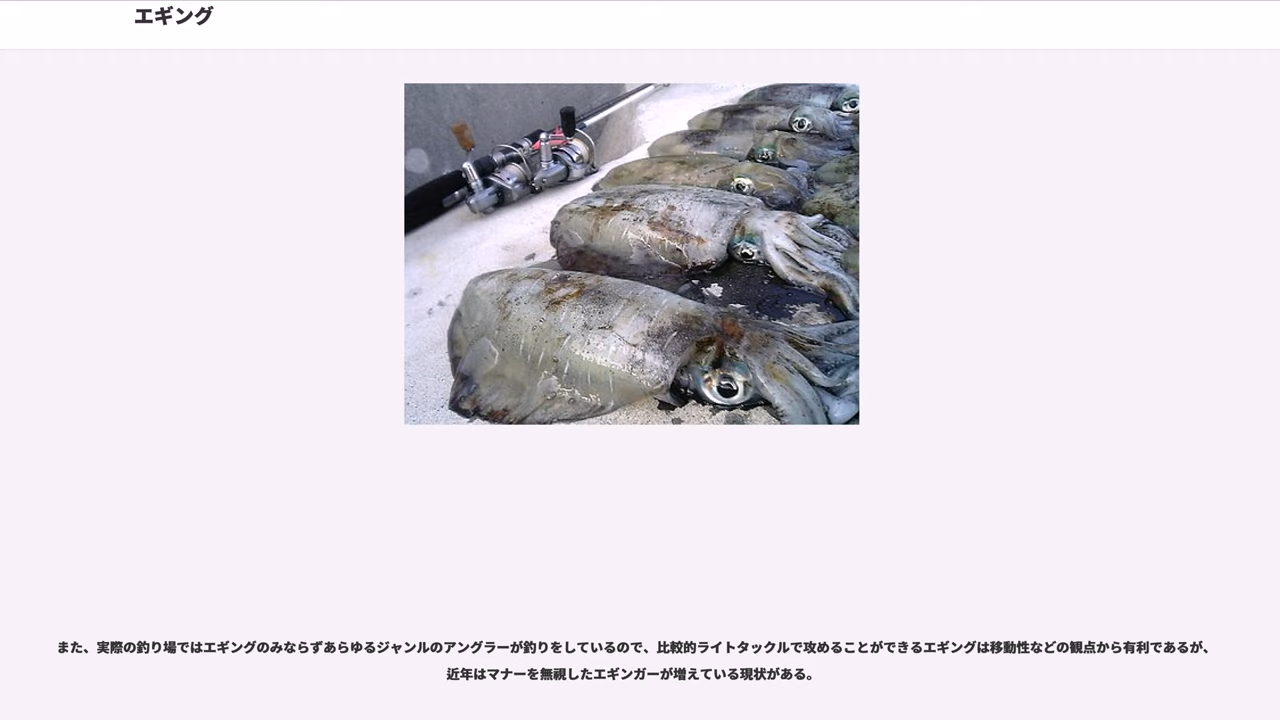 エギング
また、実際の釣り場ではエギングのみならずあらゆるジャンルのアングラーが釣りをしているので、比較的ライトタックルで攻めることができるエギングは移動性などの観点から有利であるが、
近年はマナーを無視したエギンガーが増えている現状がある。